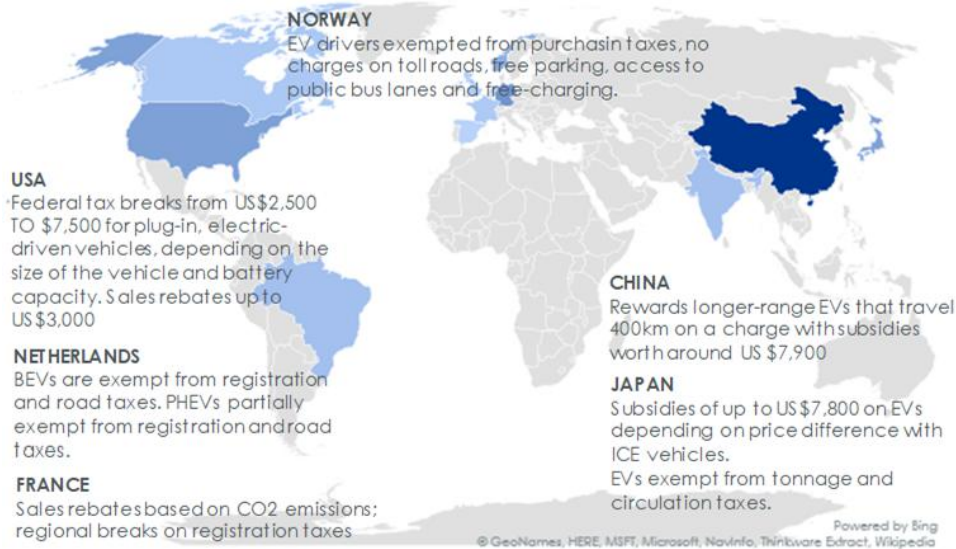 NORWAY
EV drivers exempted from purchasin taxes, no
charges on toll roads, free parking, access to
public bus lanes and free-charging.
USA
Federal tax breaks from US$2,500
TO $7,500 for plug-in, electric-
driven vehicles, depending on the
size of the vehicle and battery
capacity. Sales rebates up to
US$3,000
NETHERLANDS
BEVs are exempt from registration
and road taxes. PHEVs partially
exempt from registration and road
taxes.
FRANCE
Sales rebates based on CO2 emissions;
regional breaks on registration taxes
CHINA
Rewards longer-range EVs that travel
400km on a charge with subsidies
worth around US $7,900
JAPAN
Subsidies of up to US$7,800 on EVs
depending on price difference with
ICE vehicles.
EVs exempt from tonnage and
circulation taxes.
Powered by Bing
© GeoNames, HERE, MSFT, Microsoft, NavInfo, Thinkware Extract, Wikipedia